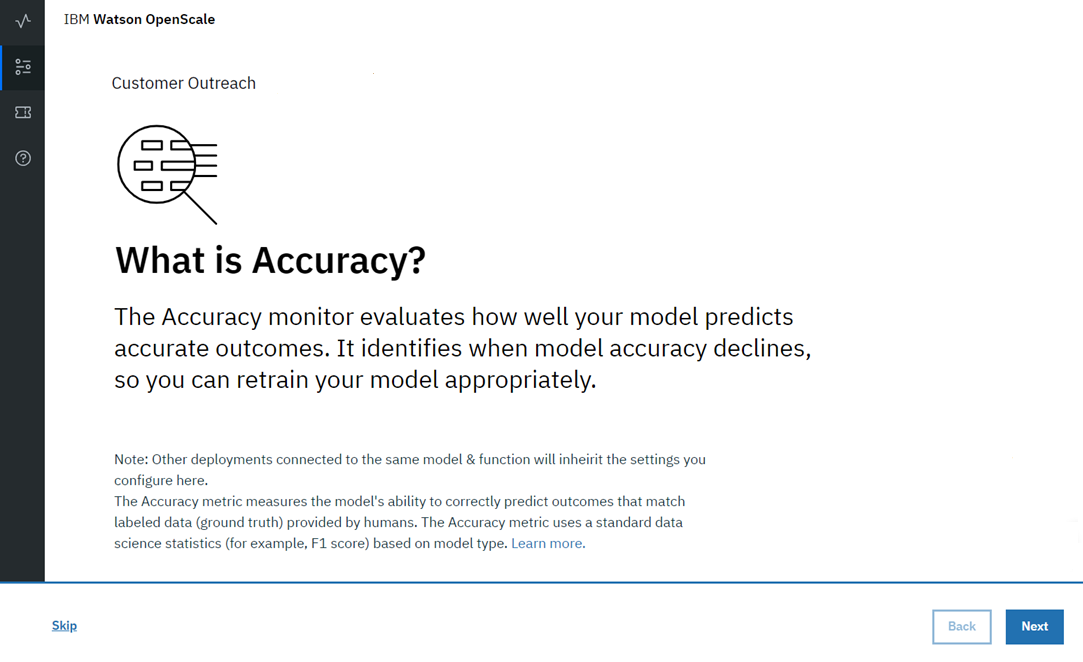 IBM Watson OpenScale
Customer Outreach
What is Accuracy?
The Accuracy monitor evaluates how well your model predicts
accurate outcomes. It identifies when model accuracy declines,
so you can retrain your model appropriately.
Note: Other deployments connected to the same model & function will inheirit the settings you
configure here.
The Accuracy metric measures the model's ability to correctly predict outcomes that match
labeled data (ground truth) provided by humans. The Accuracy metric uses a standard data
science statistics (for example, F1 score) based on model type. Learn more.
Skip
Back
Next